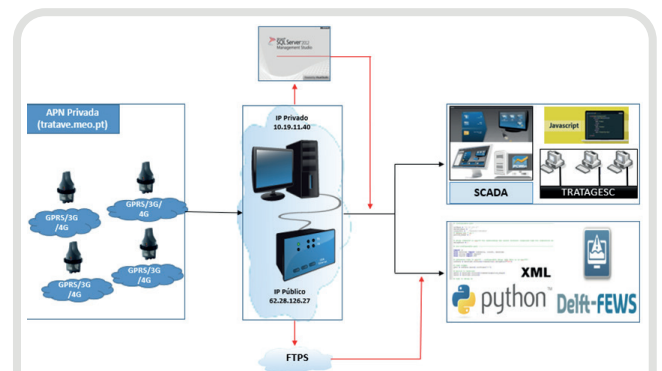 SQL Server 2012
Management Studio
APN Privada
(tratave.meo.pt)
IP Privado
10.19.11.40
GPRS/3G
/4G
GPRS/3G/
4G
GPRS/3G
/4G
GPRS/3G
/4G
IP Público
62.28.126.27
FTPS
Javascript
SCADA
TRATAGESC
XML
python™
Delft-FEWS